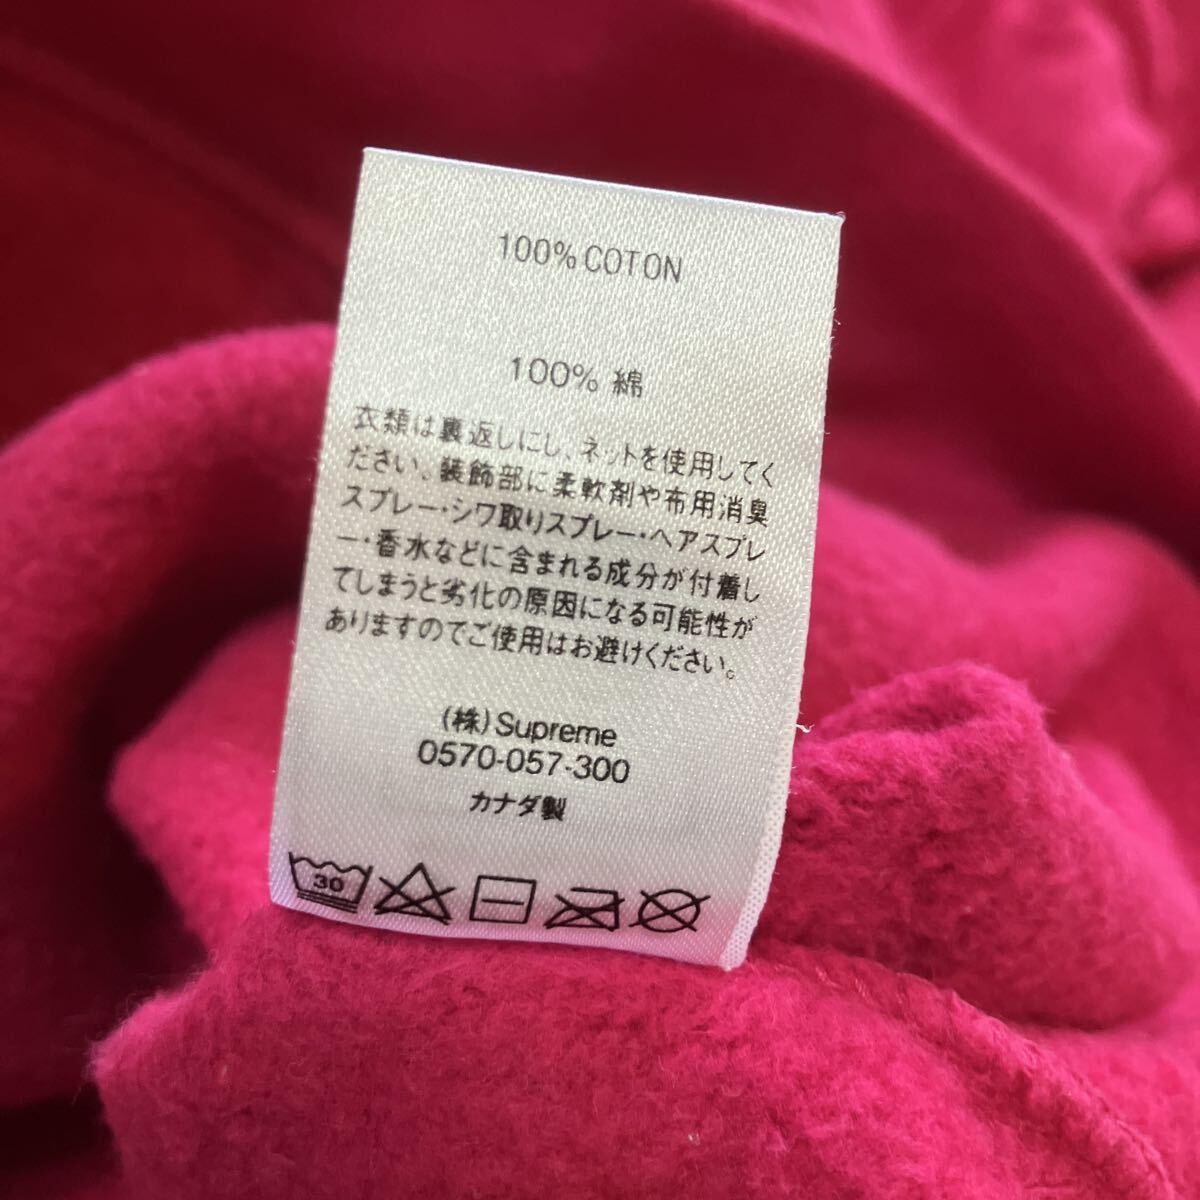 100% COTON
100% 綿
衣類は裏返しにし、ネットを使用してく
ださい、装飾部に柔軟剤や布用消臭
スプレー・シワ取りスプレー・ヘアスプレ
ー・香水などに含まれる成分が付着し
てしまうと劣化の原因になる可能性が
ありますのでご使用はお避けください。
(株)Supreme
0570-057-300
カナダ製
30